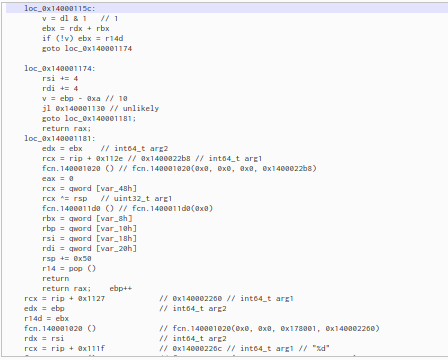 loc_0x14000115c:
v = dl & 1 // 1
ebx = rdx + rbx
if (!v) ebx = r14d
goto loc_0x140001174
loc_0x140001174:
rsi += 4
rdi += 4
v = ebp - 0xa // 10
jl 0x140001130 // unlikely
goto loc_0x140001181;
return rax;
loc_0x140001181:
edx = ebx // int64_t arg2
rcx = rip + 0x112e // 0x1400022b8 // int64_t arg1
fcn.140001020 () // fcn.140001020(0x0, 0x0, 0x0, 0x1400022b8)
eax = 0
rcx = qword [var_48h]
rcx ^= rsp // uint32_t arg1
fcn.1400011d0 () // fcn.1400011d0(0x0)
rbx = qword [var_8h]
rbp = qword [var_10h]
rsi = qword [var_18h]
rdi = qword [var_20h]
rsp += 0x50
r14 = pop ()
return
return rax; ebp++
rcx = rip + 0x1127 // 0x140002260 // int64_t arg1
edx = ebp // int64_t arg2
r14d = ebx
fcn.140001020 () // fcn.140001020(0x0, 0x0, 0x178001, 0x140002260)
rdx = rsi // int64_t arg2
rcx = rip + 0x111f // 0x14000226c // int64_t arg1 // "%d"